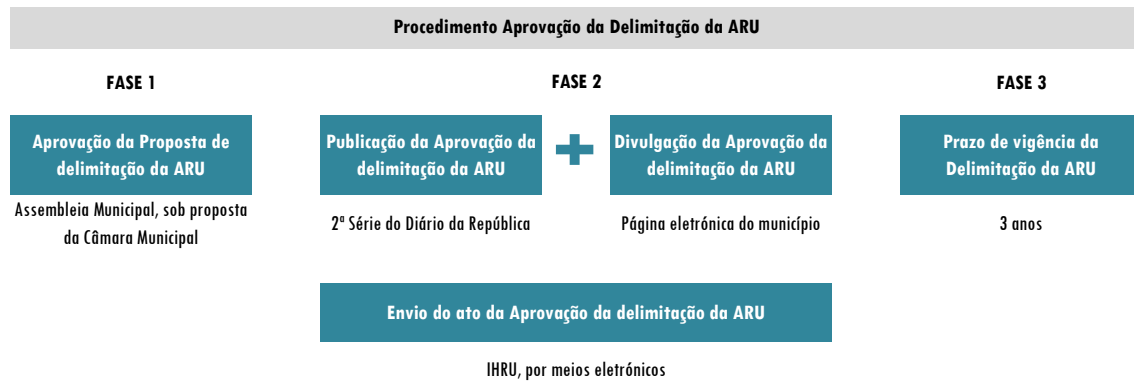 Procedimento Aprovação da Delimitação da ARU
FASE 1
Aprovação da Proposta de
delimitação da ARU
Assembleia Municipal, sob proposta
da Câmara Municipal
FASE 2
Publicação da Aprovação da
delimitação da ARU
2ª Série do Diário da República
Divulgação da Aprovação da
delimitação da ARU
Página eletrónica do município
Envio do ato da Aprovação da delimitação da ARU
IHRU, por meios eletrónicos
FASE 3
Prazo de vigência da
Delimitação da ARU
3 anos